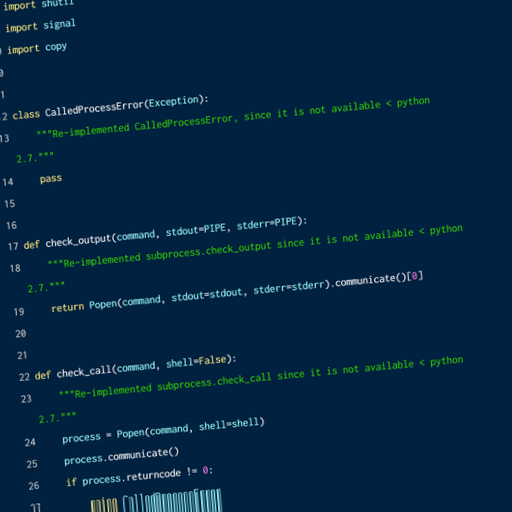 import shutil
import signal
import copy
12 class CalledProcessError(Exception):
13 """Re-implemented CalledProcessError, since it is not available < python
2.7."""
14 pass
15
16
17 def check_output(command, stdout=PIPE, stderr=PIPE):
18 """Re-implemented subprocess.check_output since it is not available < python
2.7."""
19 return Popen(command, stdout=stdout, stderr=stderr).communicate()[0]
20
21
22 def check_call(command, shell=False):
23 """Re-implemented subprocess.check_call since it is not available < python
2.7."""
24 process = Popen(command, shell=shell)
25 process.communicate()
26 if process.returncode != 0:
27 raise CalledProcessError